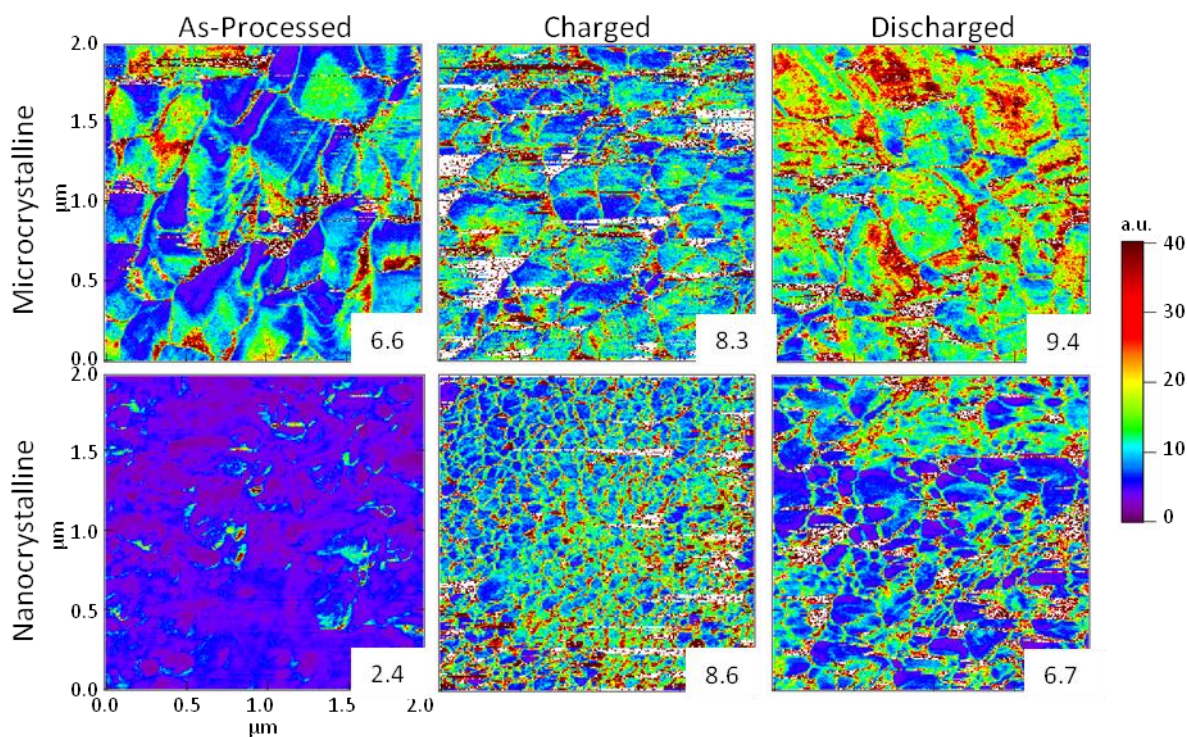 As-Processed Charged Discharged
Microcrystalline
2.0
1.5
1.0
0.5
0.0
μm
6.6
8.3
9.4
a.u.
40
30
20
10
0
Nanocrystalline
2.0
1.5
1.0
0.5
0.0
μm
2.4
8.6
6.7
0.0 0.5 1.0 1.5 2.0
μm